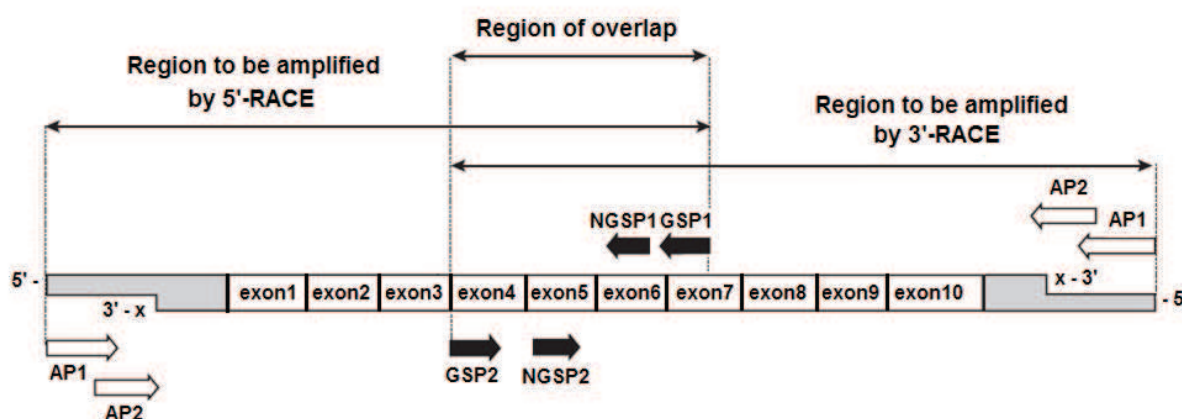 Region of overlap
Region to be amplified
by 5'-RACE
Region to be amplified
by 3'-RACE
AP2
AP1
NGSP1 GSP1
5' -
exon1 exon2 exon3 exon4 exon5 exon6 exon7 exon8 exon9 exon10
x - 3'
3' - x
- 5
AP1
AP2
GSP2
NGSP2